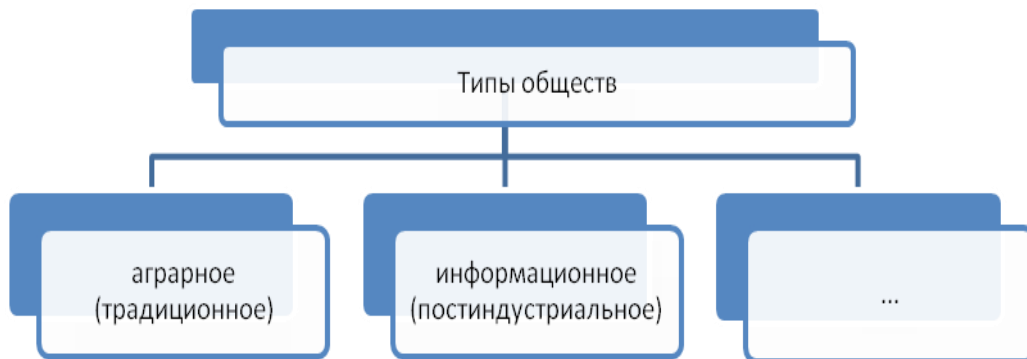 Типы обществ
аграрное
(традиционное)
информационное
(постиндустриальное)
...